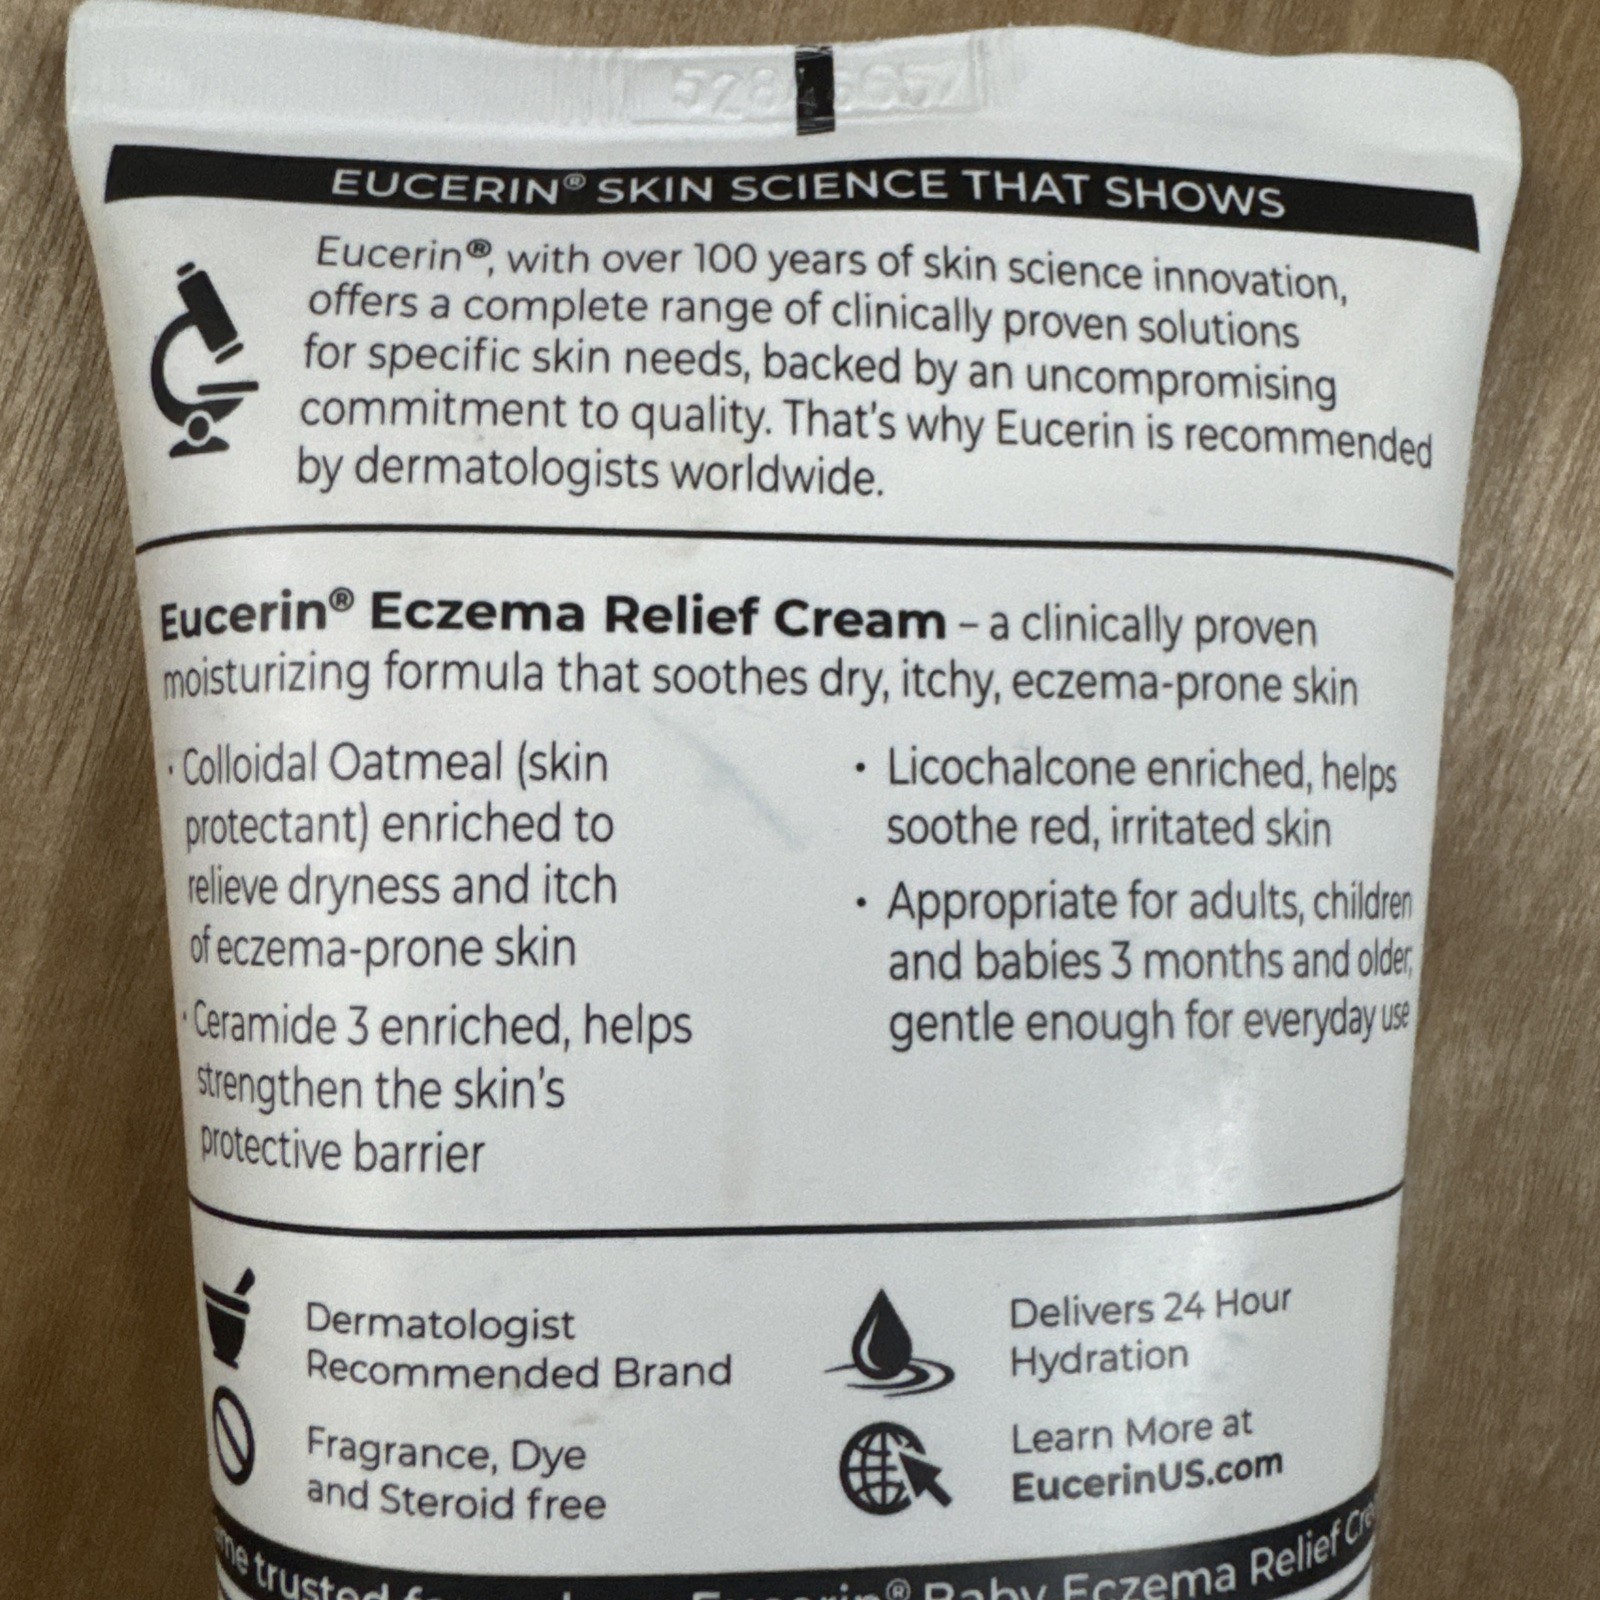 EUCERIN® SKIN SCIENCE THAT SHOWS
Eucerin®, with over 100 years of skin science innovation,
offers a complete range of clinically proven solutions
for specific skin needs, backed by an uncompromising
commitment to quality. That's why Eucerin is recommended
by dermatologists worldwide.
Eucerin® Eczema Relief Cream – a clinically proven
moisturizing formula that soothes dry, itchy, eczema-prone skin
• Colloidal Oatmeal (skin
protectant) enriched to
relieve dryness and itch
of eczema-prone skin
• Ceramide 3 enriched, helps
strengthen the skin's
protective barrier
• Licochalcone enriched, helps
soothe red, irritated skin
• Appropriate for adults, children
and babies 3 months and older,
gentle enough for everyday use
Dermatologist
Recommended Brand
Fragrance, Dye
and Steroid free
Delivers 24 Hour
Hydration
Learn More at
EucerinUS.com
trusted Eucerin® Baby Eczema Relief